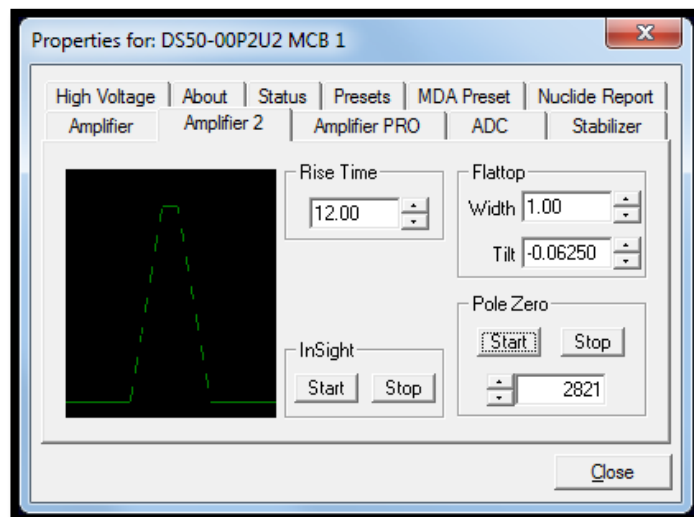 Properties for: DS50-00P2U2 MCB 1
High Voltage About Status Presets MDA Preset Nuclide Report
Amplifier Amplifier 2 Amplifier PRO ADC Stabilizer
Rise Time
12.00
Flattop
Width 1.00
Tilt -0.06250
InSight
Start Stop
Pole Zero
Start Stop
2821
Close